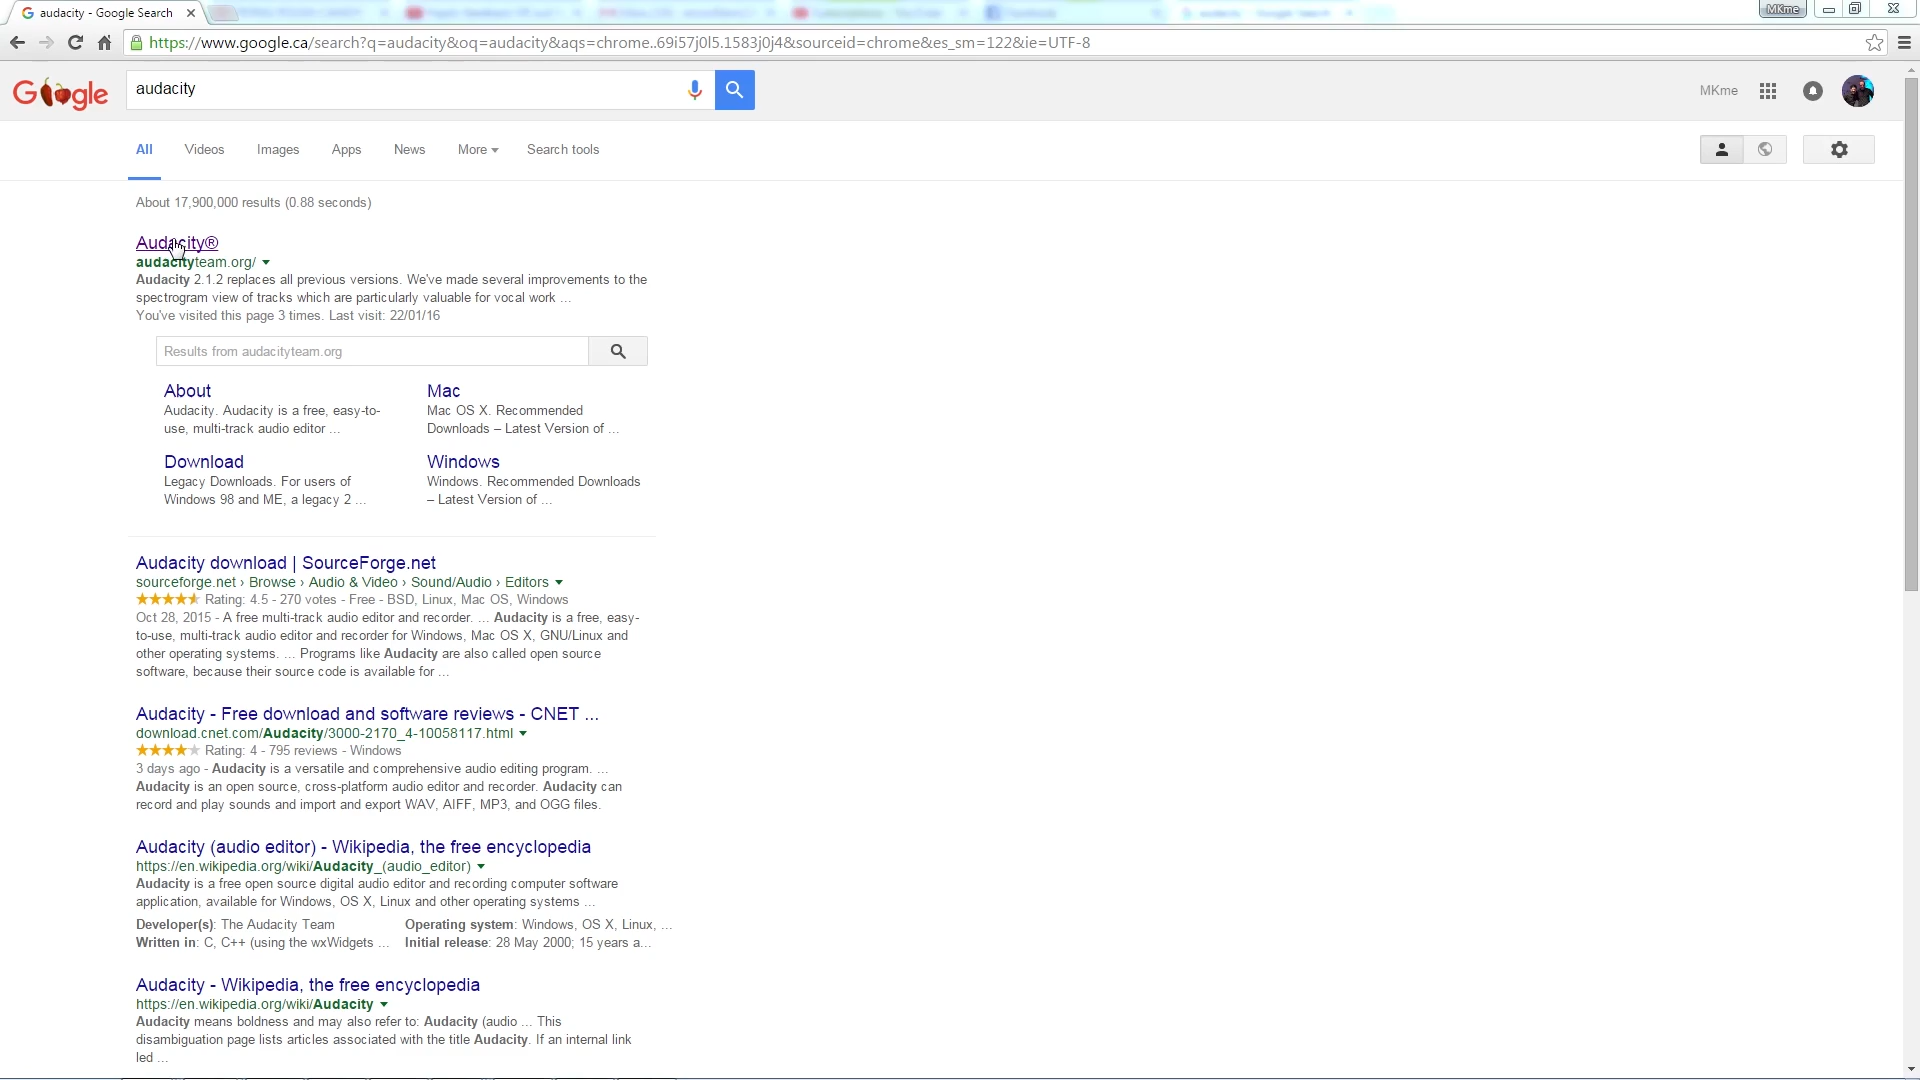 audacity - Google Search
MKme
https://www.google.ca/search?q=audacity&oq=audacity&aqs=chrome..69i57j0l5.1583j0j4&sourceid=chrome&es_sm=122&ie=UTF-8
Google
audacity
MKme
All Videos Images Apps News More Search tools
About 17,900,000 results (0.88 seconds)
Audacity®
audacityteam.org/
Audacity 2.1.2 replaces all previous versions. We've made several improvements to the
spectrogram view of tracks which are particularly valuable for vocal work ...
You've visited this page 3 times. Last visit: 22/01/16
Results from audacityteam.org
About
Audacity. Audacity is a free, easy-to-
use, multi-track audio editor ...
Mac
Mac OS X. Recommended
Downloads – Latest Version of ...
Download
Legacy Downloads. For users of
Windows 98 and ME, a legacy 2 ...
Windows
Windows. Recommended Downloads
– Latest Version of ...
Audacity download | SourceForge.net
sourceforge.net › Browse › Audio & Video › Sound/Audio › Editors
Rating: 4.5 - 270 votes - Free - BSD, Linux, Mac OS, Windows
Oct 28, 2015 - A free multi-track audio editor and recorder. ... Audacity is a free, easy-
to-use, multi-track audio editor and recorder for Windows, Mac OS X, GNU/Linux and
other operating systems. ... Programs like Audacity are also called open source
software, because their source code is available for ...
Audacity - Free download and software reviews - CNET ...
download.cnet.com/Audacity/3000-2170_4-10058117.html
Rating: 4 - 795 reviews - Windows
3 days ago - Audacity is a versatile and comprehensive audio editing program. ...
Audacity is an open source, cross-platform audio editor and recorder. Audacity can
record and play sounds and import and export WAV, AIFF, MP3, and OGG files.
Audacity (audio editor) - Wikipedia, the free encyclopedia
https://en.wikipedia.org/wiki/Audacity_(audio_editor)
Audacity is a free open source digital audio editor and recording computer software
application, available for Windows, OS X, Linux and other operating systems ...
Developer(s): The Audacity Team Operating system: Windows, OS X, Linux, ...
Written in: C, C++ (using the wxWidgets ... Initial release: 28 May 2000; 15 years a...
Audacity - Wikipedia, the free encyclopedia
https://en.wikipedia.org/wiki/Audacity
Audacity means boldness and may also refer to: Audacity (audio ... This
disambiguation page lists articles associated with the title Audacity. If an internal link
led ...